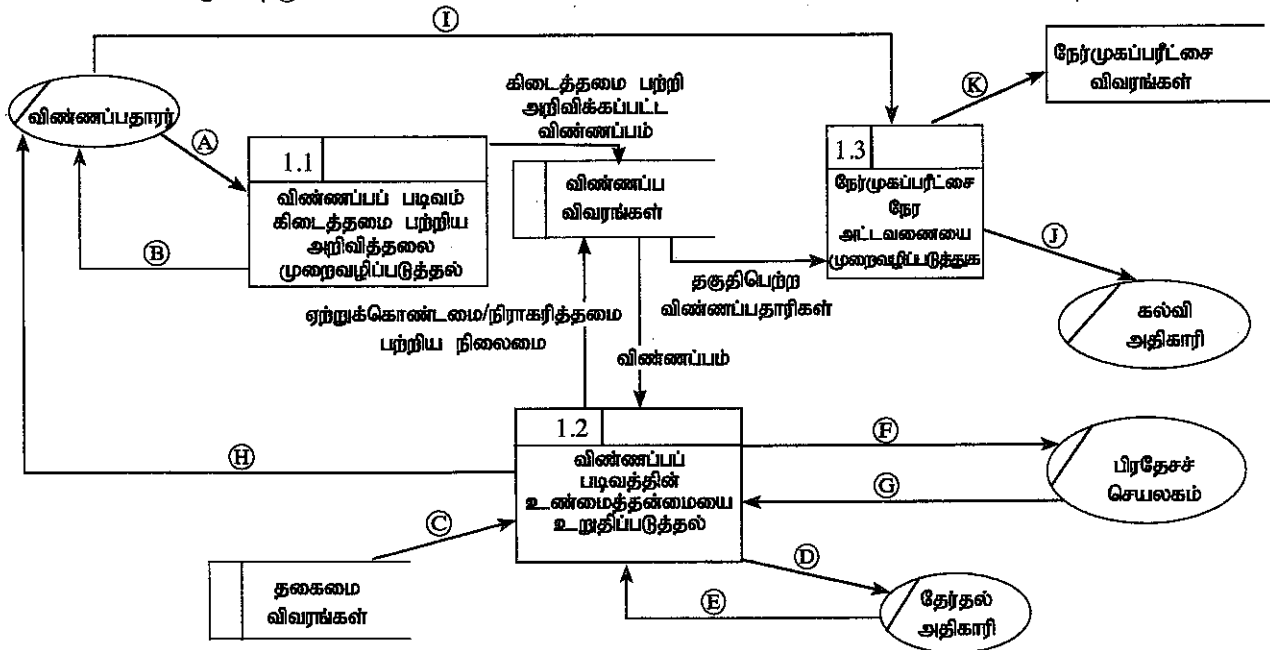 Ⓘ
நேர்முகப்பரீட்சை
விவரங்கள்
Ⓚ
விண்ணப்பதாரர்
கிடைத்தமை பற்றி
அறிவிக்கப்பட்ட
விண்ணப்பம்
Ⓐ
1.1
விண்ணப்பப் படிவம்
கிடைத்தமை பற்றிய
அறிவித்தலை
முறைவழிப்படுத்தல்
Ⓑ
விண்ணப்ப
விவரங்கள்
1.3
நேர்முகப்பரீட்சை
நேர
அட்டவணையை
முறைவழிப்படுத்துக
Ⓙ
கல்வி
அதிகாரி
தகுதிபெற்ற
விண்ணப்பதாரிகள்
ஏற்றுக்கொண்டமை/நிராகரித்தமை
பற்றிய நிலைமை
விண்ணப்பம்
1.2
விண்ணப்பப்
படிவத்தின்
உண்மைத்தன்மையை
உறுதிப்படுத்தல்
Ⓗ
Ⓕ
Ⓖ
பிரதேசச்
செயலகம்
Ⓒ
தகைமை
விவரங்கள்
Ⓓ
Ⓔ
தேர்தல்
அதிகாரி